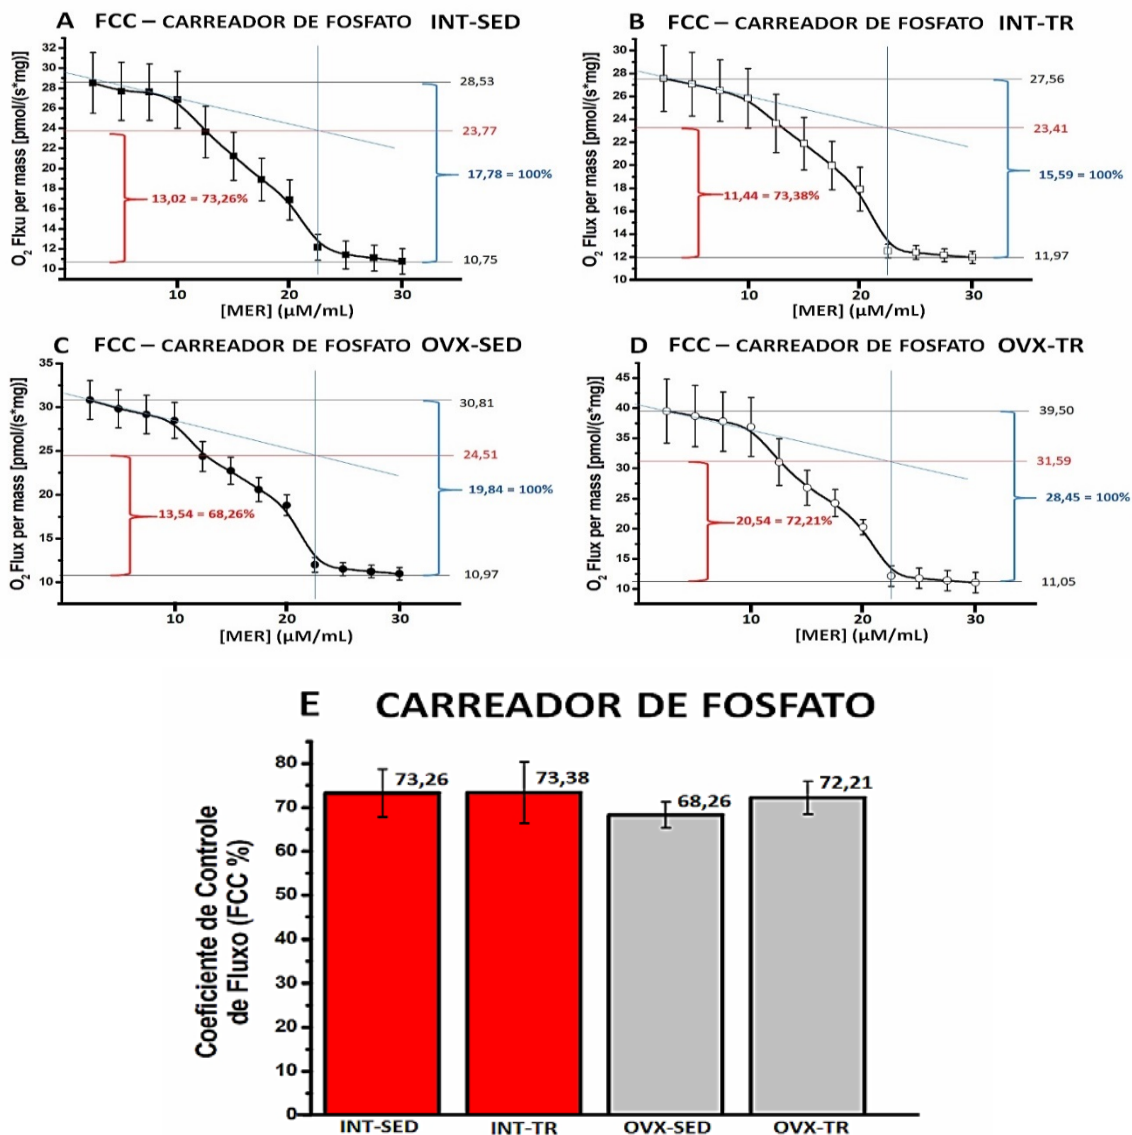 A FCC – CARREADOR DE FOSFATO INT-SED
O2 Flxu per mass [pmol/(s*mg)]
32
30
28
26
24
22
20
18
16
14
12
10
28,53
23,77
17,78 = 100%
13,02 = 73,26%
10,75
10 20 30
[MER] (µM/mL)
B FCC – CARREADOR DE FOSFATO INT-TR
O2 Flux per mass [pmol/(s*mg)]
30
28
26
24
22
20
18
16
14
12
27,56
23,41
15,59 = 100%
11,44 = 73,38%
11,97
10 20 30
[MER] (µM/mL)
C FCC – CARREADOR DE FOSFATO OVX-SED
O2 Flux per mass [pmol/(s*mg)]
35
30
25
20
15
10
30,81
24,51
19,84 = 100%
13,54 = 68,26%
10,97
10 20 30
[MER] (µM/mL)
D FCC – CARREADOR DE FOSFATO OVX-TR
O2 Flux per mass [pmol/(s*mg)]
45
40
35
30
25
20
15
10
39,50
31,59
28,45 = 100%
20,54 = 72,21%
11,05
10 20 30
[MER] (µM/mL)
E CARREADOR DE FOSFATO
Coeficiente de Controle
de Fluxo (FCC %)
80
70
60
50
40
30
20
10
0
73,26
73,38
68,26
72,21
INT-SED INT-TR OVX-SED OVX-TR